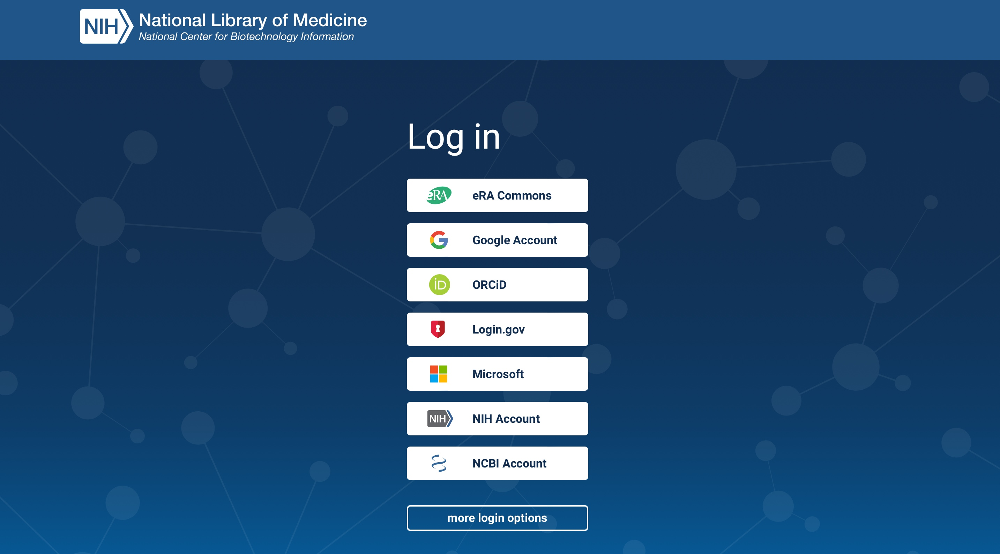 NIH
National Library of Medicine
National Center for Biotechnology Information
Log in
eRA
eRA Commons
G
Google Account
iD
ORCiD
Login.gov
Microsoft
NIH
NIH Account
NCBI Account
more login options